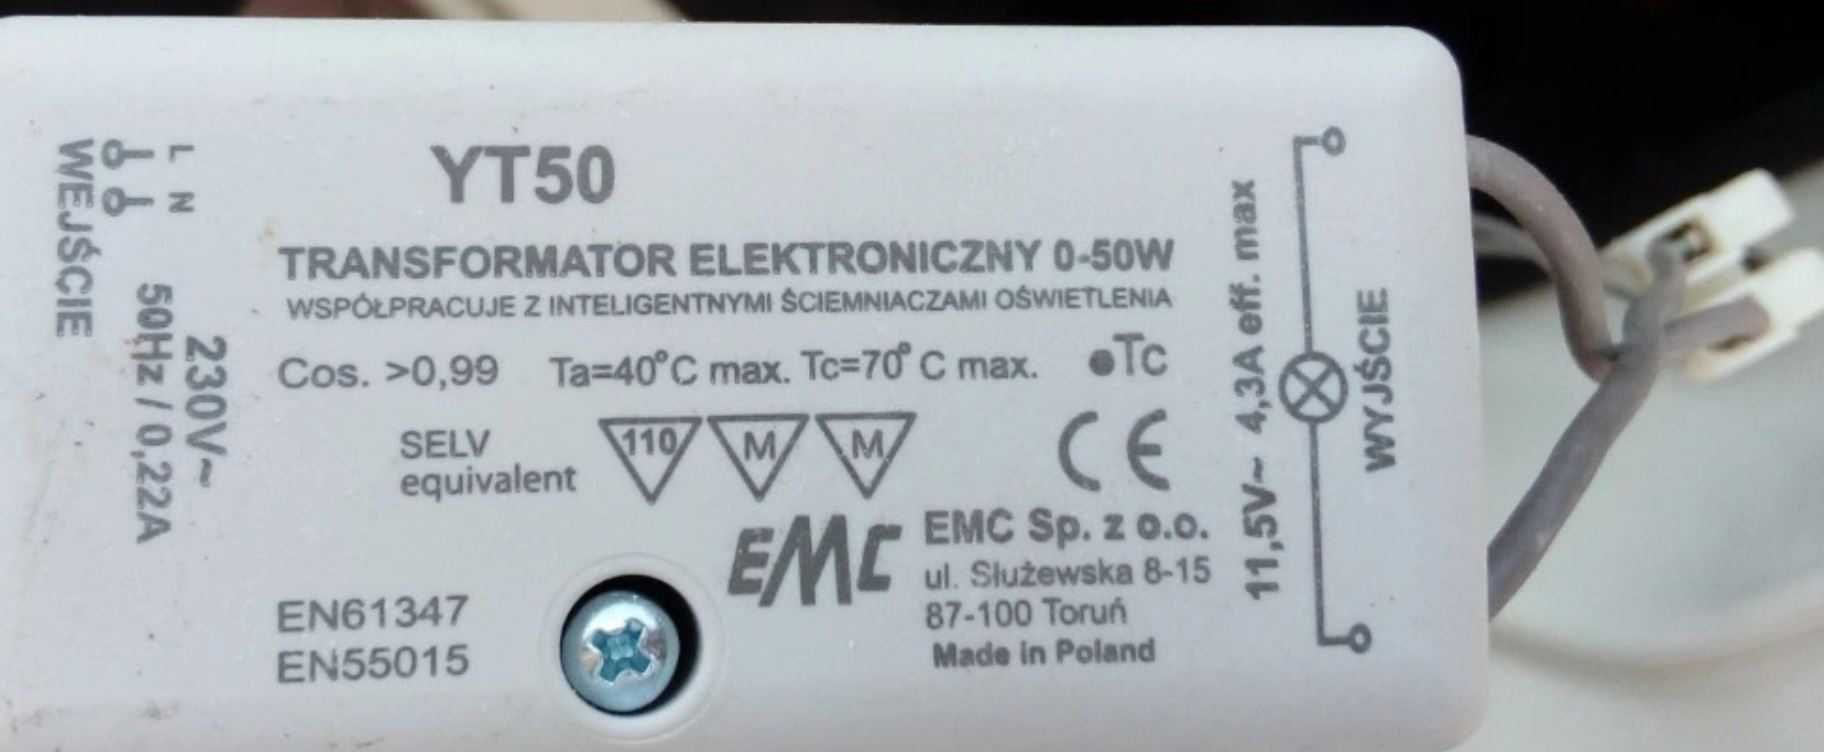 L
N
WEJŚCIE
230V~
50Hz / 0,22A
YT50
TRANSFORMATOR ELEKTRONICZNY 0-50W
WSPÓŁPRACUJE Z INTELIGENTNYMI ŚCIEMNIACZAMI OŚWIETLENIA
Cos. >0,99 Ta=40°C max. Tc=70°C max. •Tc
SELV
equivalent
110 M M
CE
EMC
EMC Sp. z o.o.
ul. Służewska 8-15
87-100 Toruń
Made in Poland
EN61347
EN55015
11,5V~ 4,3A eff. max
WYJŚCIE